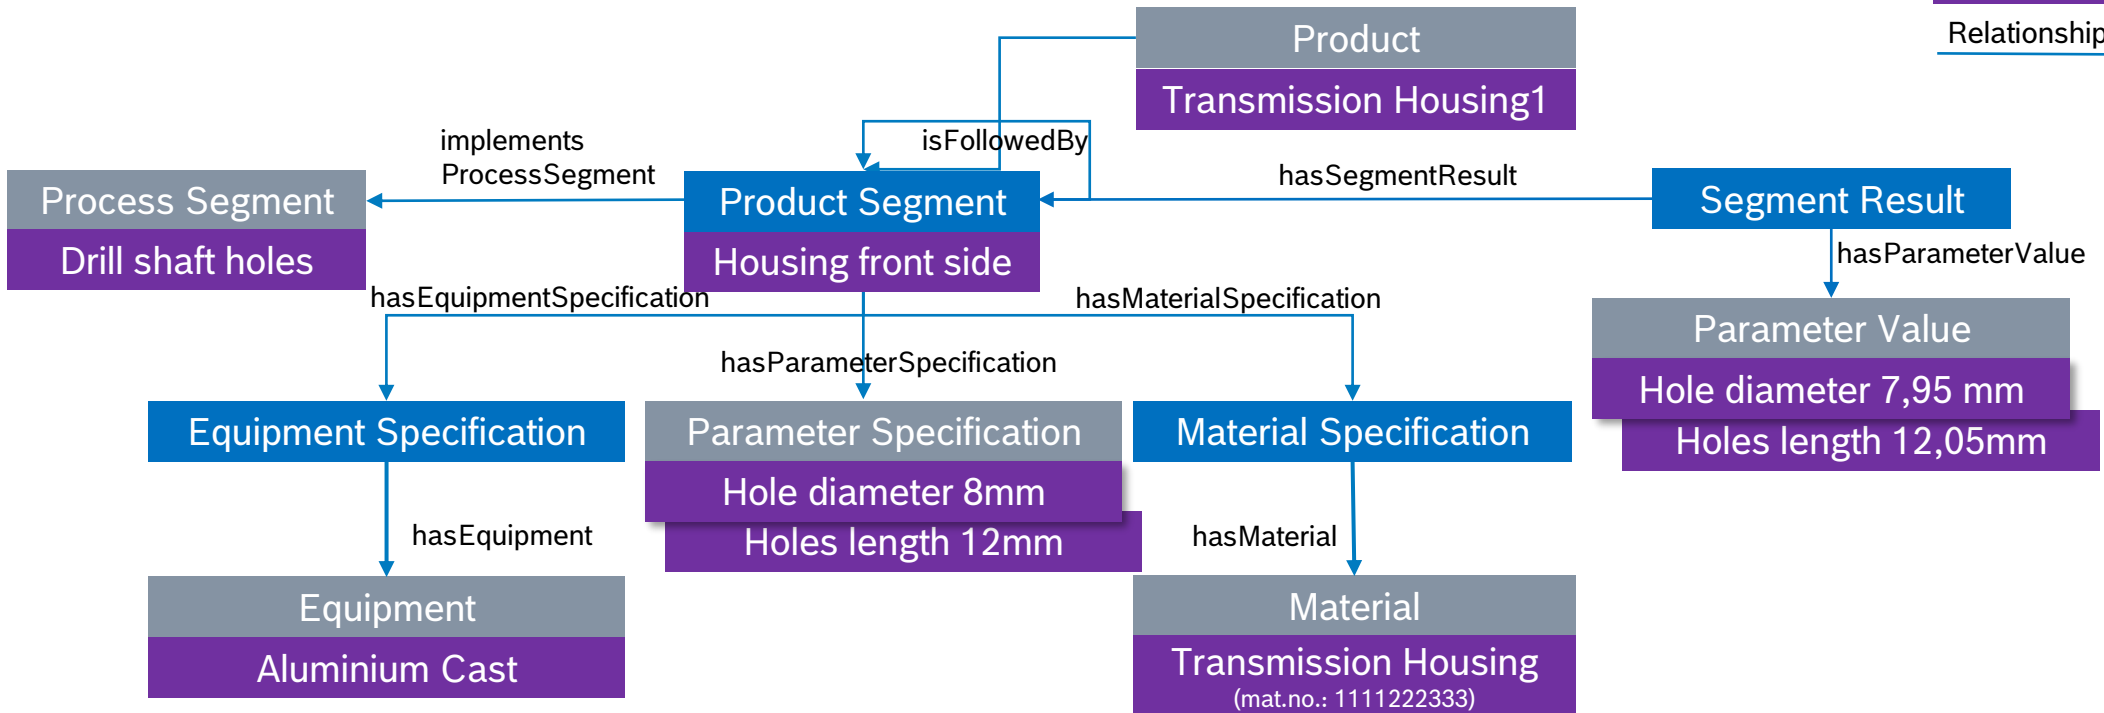 Product
Transmission Housing1
Relationship
implements
ProcessSegment
isFollowedBy
hasSegmentResult
Process Segment
Drill shaft holes
Product Segment
Housing front side
Segment Result
hasParameterValue
hasEquipmentSpecification
hasMaterialSpecification
hasParameterSpecification
Parameter Value
Hole diameter 7,95 mm
Holes length 12,05mm
Equipment Specification
Parameter Specification
Hole diameter 8mm
Holes length 12mm
Material Specification
hasEquipment
hasMaterial
Equipment
Aluminium Cast
Material
Transmission Housing
(mat.no.: 1111222333)